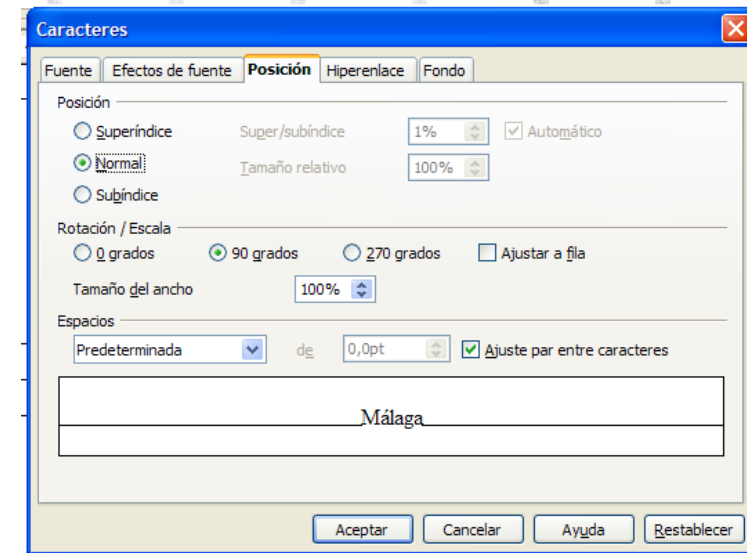 Caracteres
Fuente Efectos de fuente Posición Hiperenlace Fondo
Posición
Superíndice Super/subíndice 1% Automático
Normal Tamaño relativo 100%
Subíndice
Rotación / Escala
0 grados 90 grados 270 grados Ajustar a fila
Tamaño del ancho 100%
Espacios
Predeterminada de 0,0pt Ajuste par entre caracteres
Málaga
Aceptar Cancelar Ayuda Restablecer